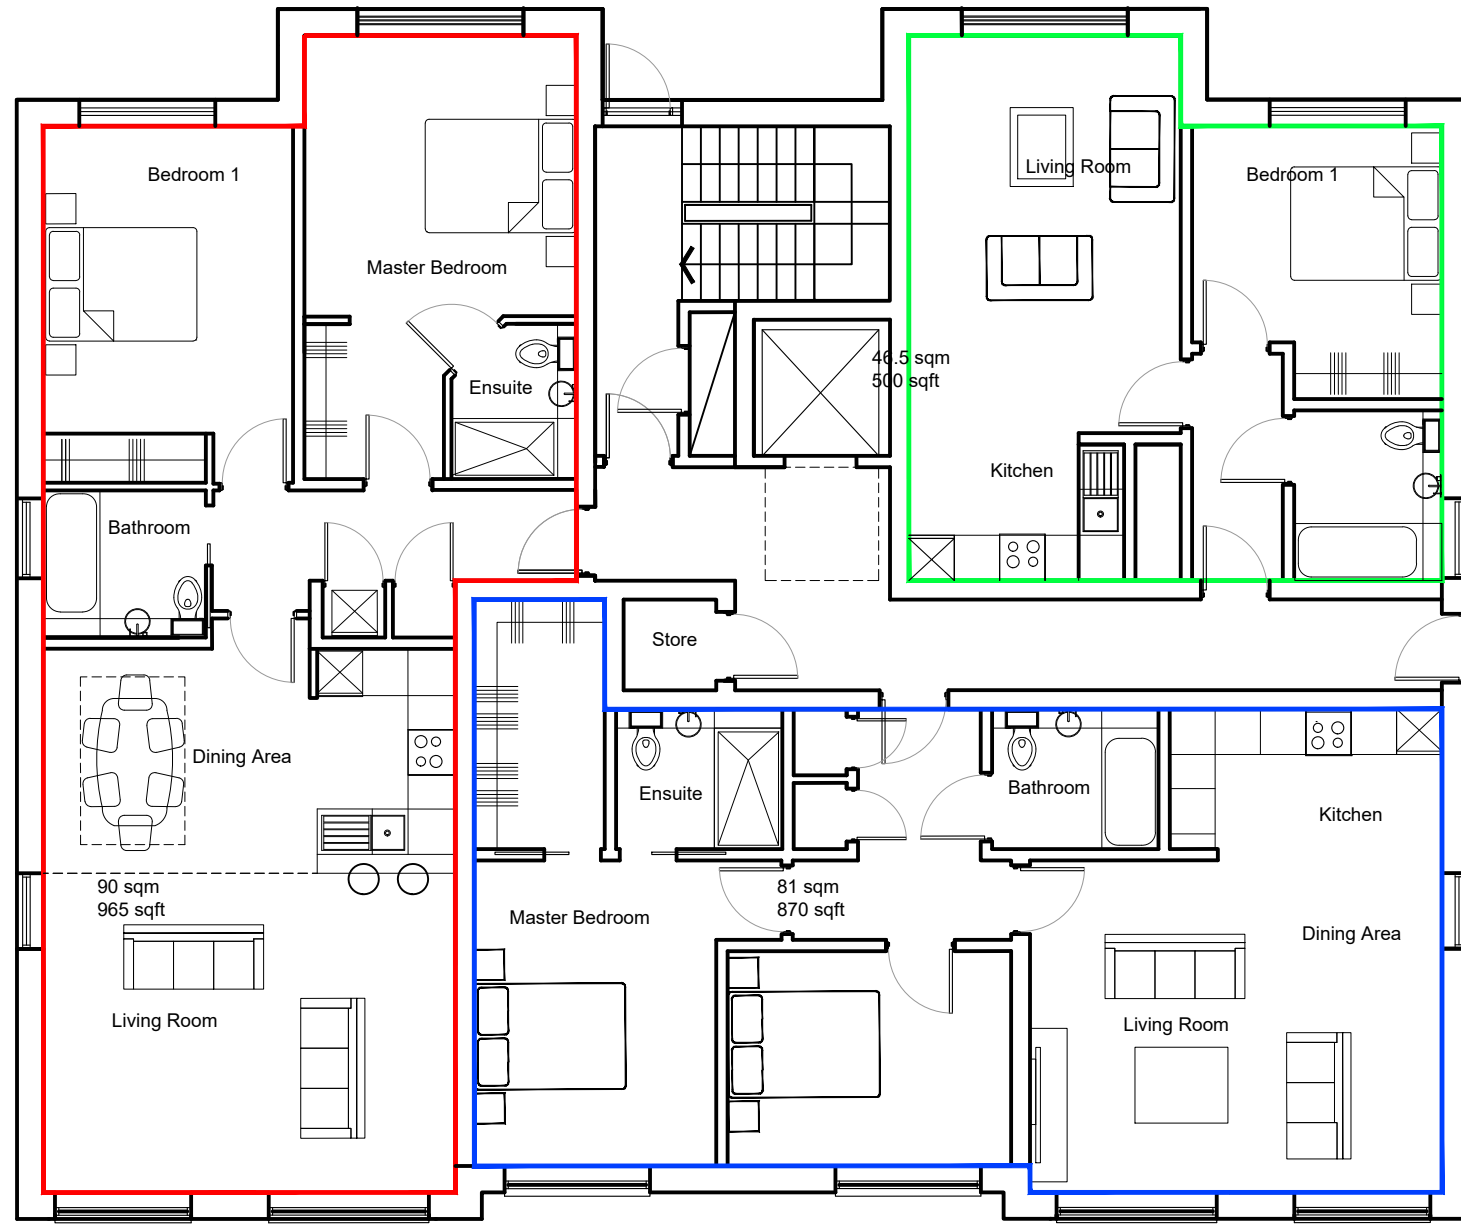 Living Room
Bedroom 1
Bedroom 1
Master Bedroom
46.5 sqm
500 sqft
Ensuite
Kitchen
Bathroom
Store
Dining Area
Ensuite
Bathroom
Kitchen
90 sqm
965 sqft
81 sqm
870 sqft
Master Bedroom
Dining Area
Living Room
Living Room